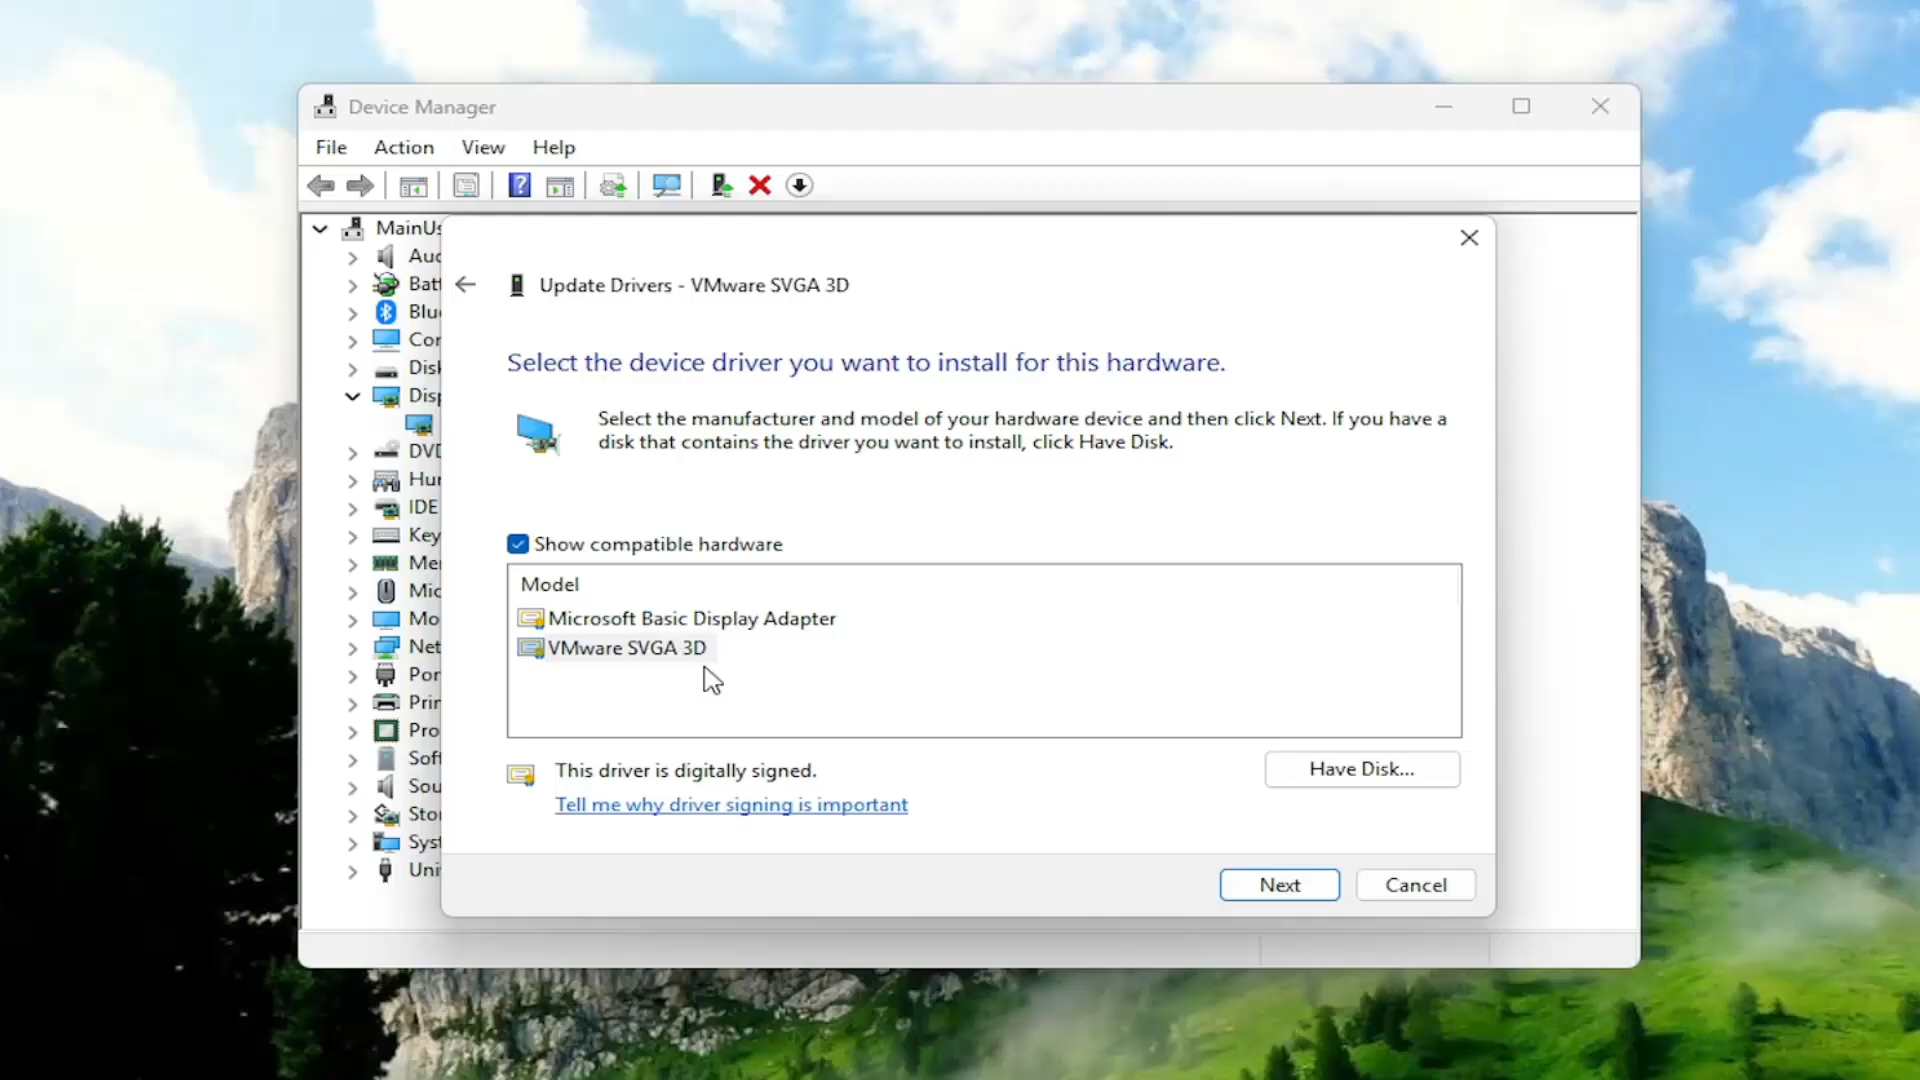 Device Manager
File Action View Help
MainUs
Aud
Batt
Blue
Con
Disk
Disp
DVD
Hun
IDE
Key
Mer
Mic
Mo
Net
Por
Prin
Pro
Soft
Sou
Stor
Syst
Uni
Update Drivers - VMware SVGA 3D
Select the device driver you want to install for this hardware.
Select the manufacturer and model of your hardware device and then click Next. If you have a
disk that contains the driver you want to install, click Have Disk.
Show compatible hardware
Model
Microsoft Basic Display Adapter
VMware SVGA 3D
This driver is digitally signed.
Have Disk...
Tell me why driver signing is important
Next
Cancel